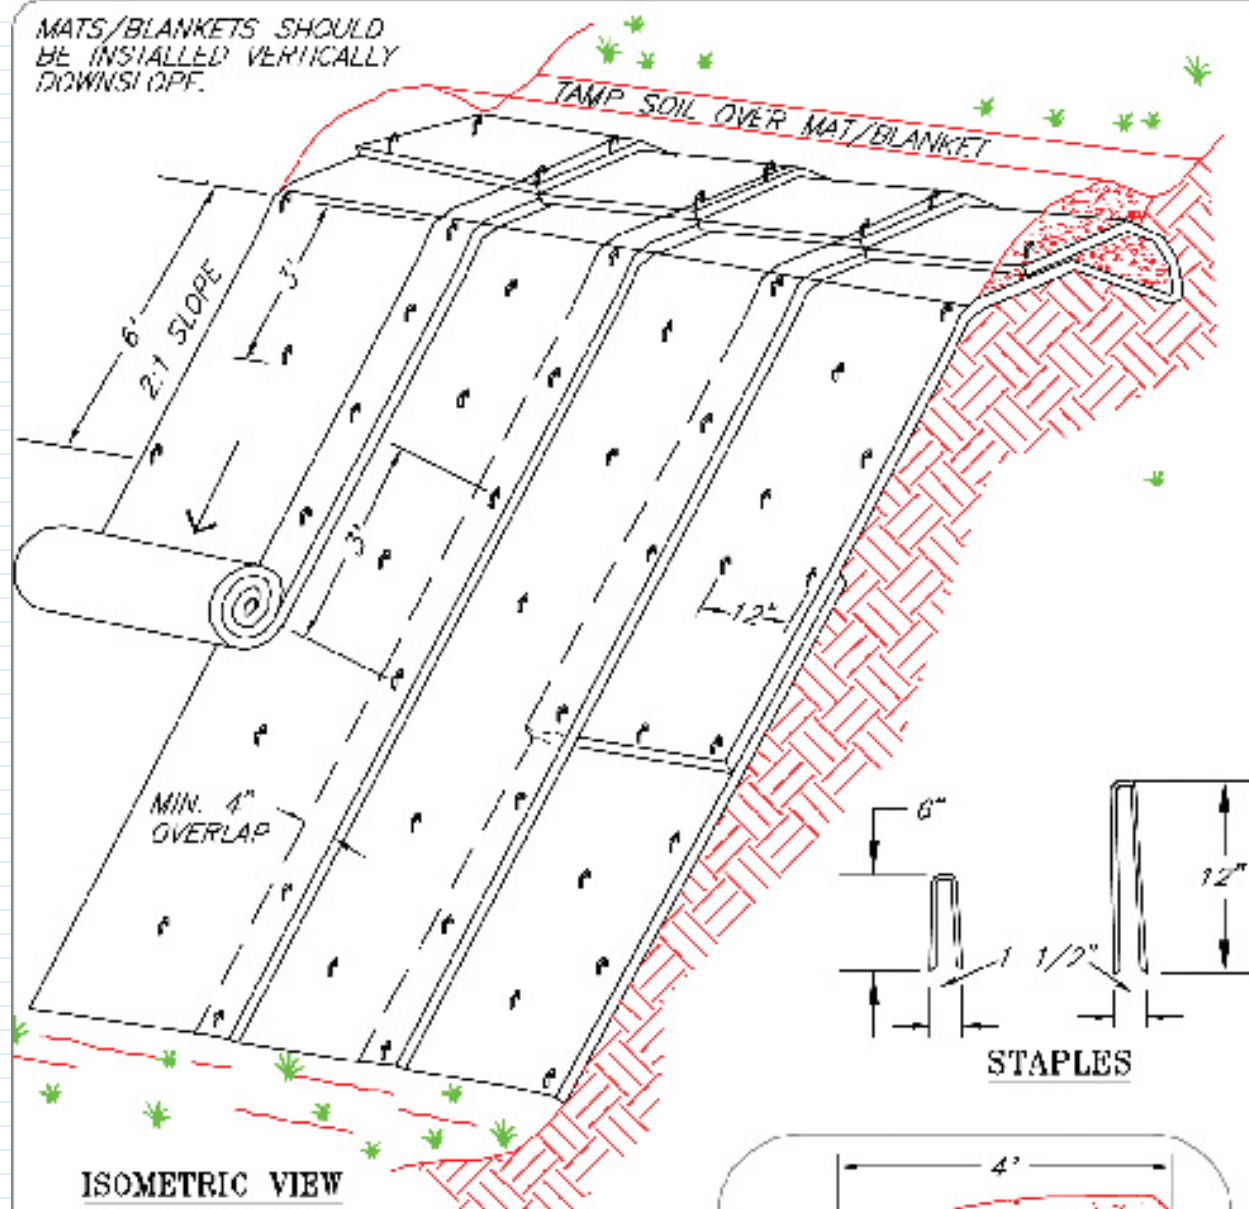 MATS/BLANKETS SHOULD
BE INSTALLED VERTICALLY
DOWNSLOPE.
TAMP SOIL OVER MAT/BLANKET
3'
6'
2:1 SLOPE
3'
12"
MIN. 4"
OVERLAP
6"
12"
1 1/2"
STAPLES
ISOMETRIC VIEW
4'